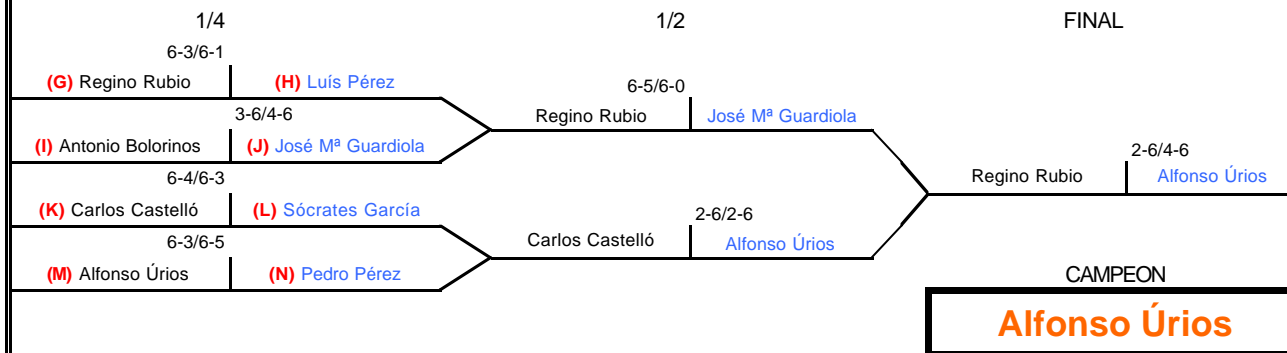 1/4 1/2 FINAL
6-3/6-1
(G) Regino Rubio (H) Luís Pérez
6-5/6-0
3-6/4-6
Regino Rubio José Mª Guardiola
(I) Antonio Bolorinos (J) José Mª Guardiola
2-6/4-6
Regino Rubio Alfonso Úrios
6-4/6-3
(K) Carlos Castelló (L) Sócrates García
2-6/2-6
Carlos Castelló Alfonso Úrios
6-3/6-5
(M) Alfonso Úrios (N) Pedro Pérez
CAMPEON
Alfonso Úrios